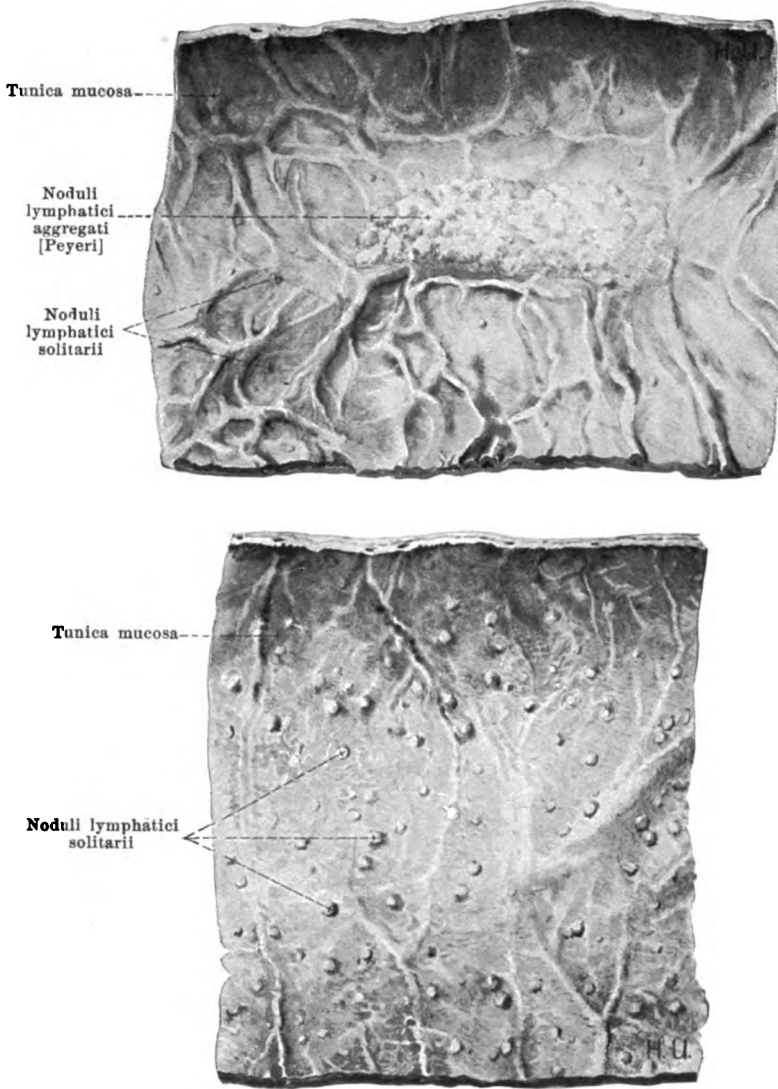 H.U.
Tunica mucosa
Noduli
lymphatici
aggregati
[Peyeri]
Noduli
lymphatici
solitarii
Tunica mucosa
Noduli lymphatici
solitarii
H.U.